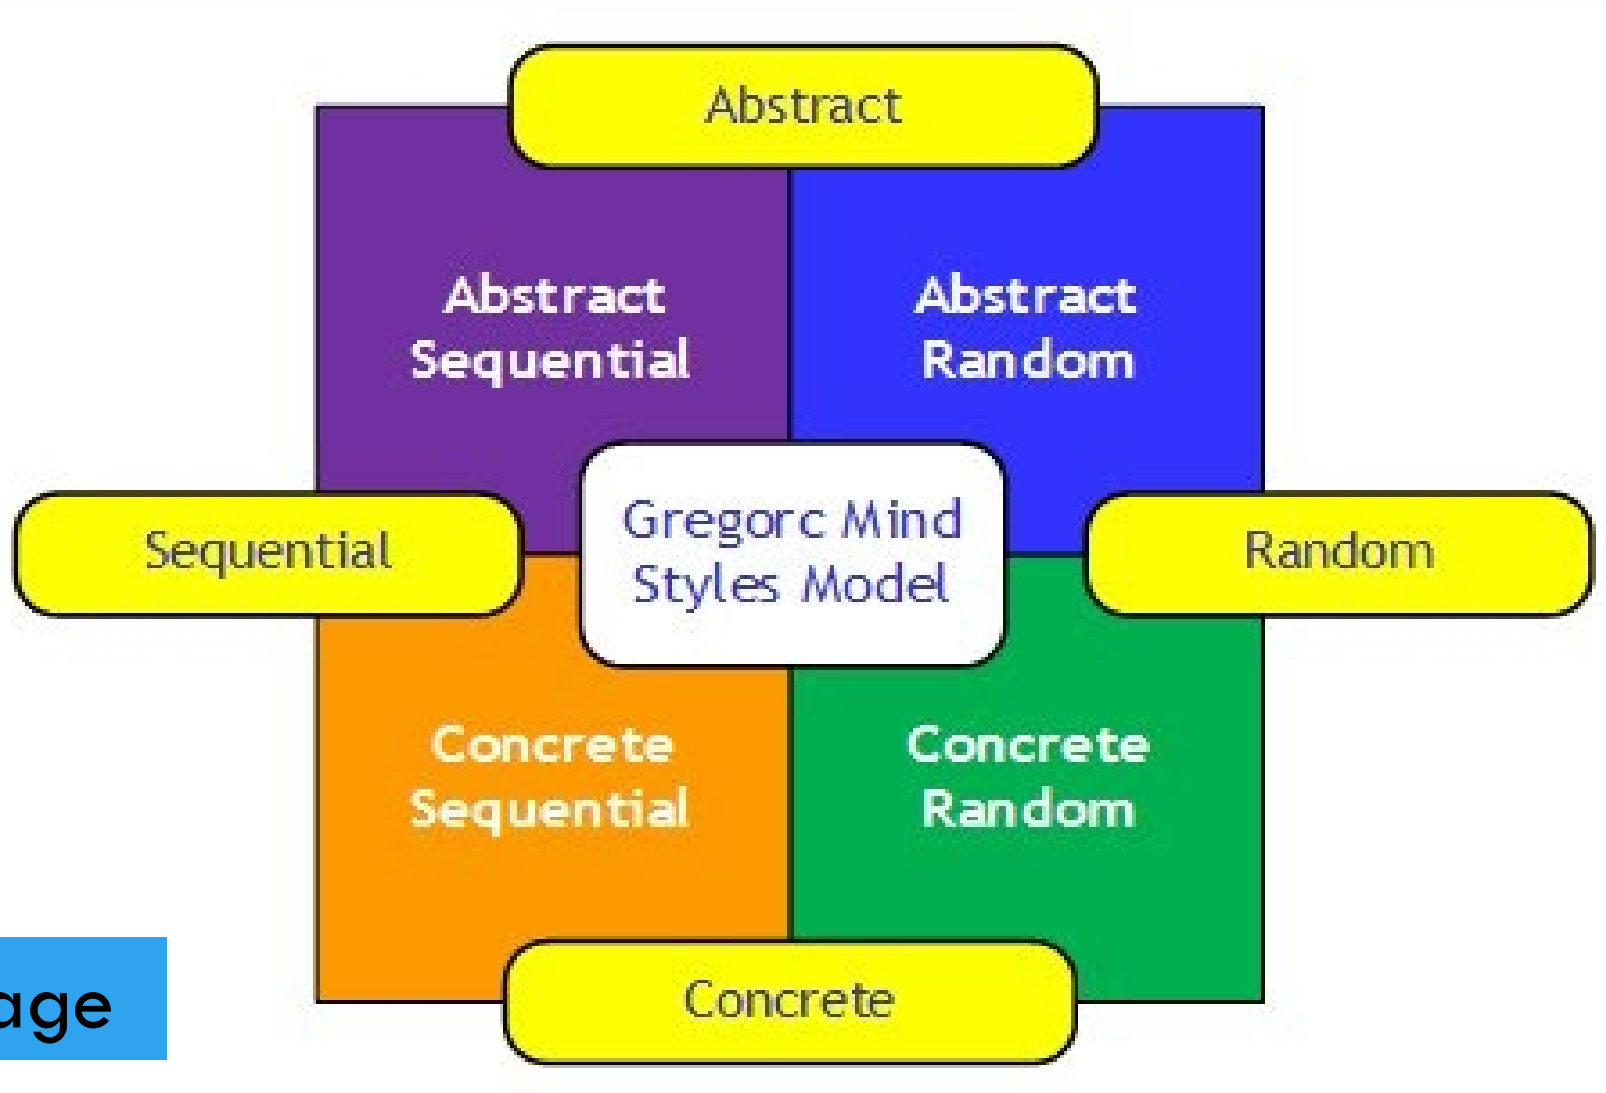 Abstract
Abstract
Sequential
Abstract
Random
Sequential
Gregorc Mind
Styles Model
Random
Concrete
Sequential
Concrete
Random
Concrete
age